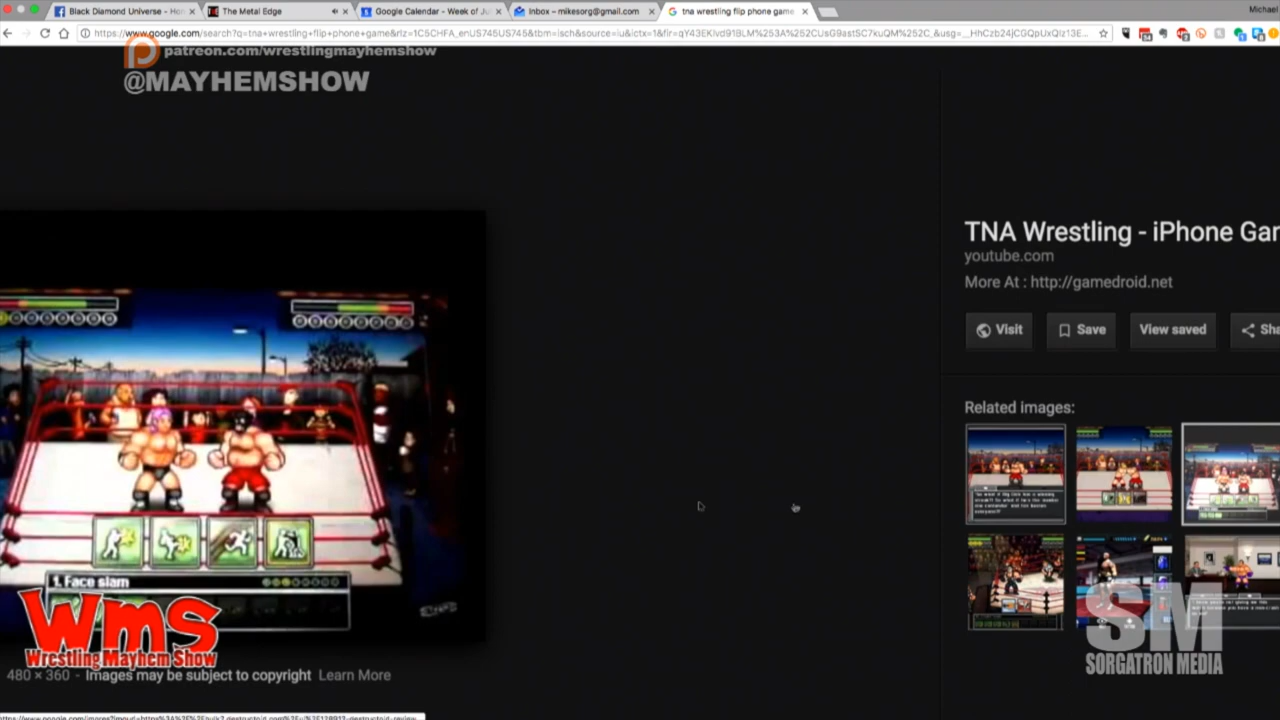 Black Diamond Universe - Hor
The Metal Edge
Google Calendar - Week of Ju
Inbox – mikesorg@gmail.com
tna wrestling flip phone game
Michael
patreon.com/wrestlingmayhemshow
@MAYHEMSHOW
TNA Wrestling - iPhone Gar
youtube.com
More At : http://gamedroid.net
Visit
Save
View saved
Sha
Related images:
1. Face slam
Wms
Wrestling Mayhem Show
480 × 360 - Images may be subject to copyright Learn More
SM
SORGATRON MEDIA